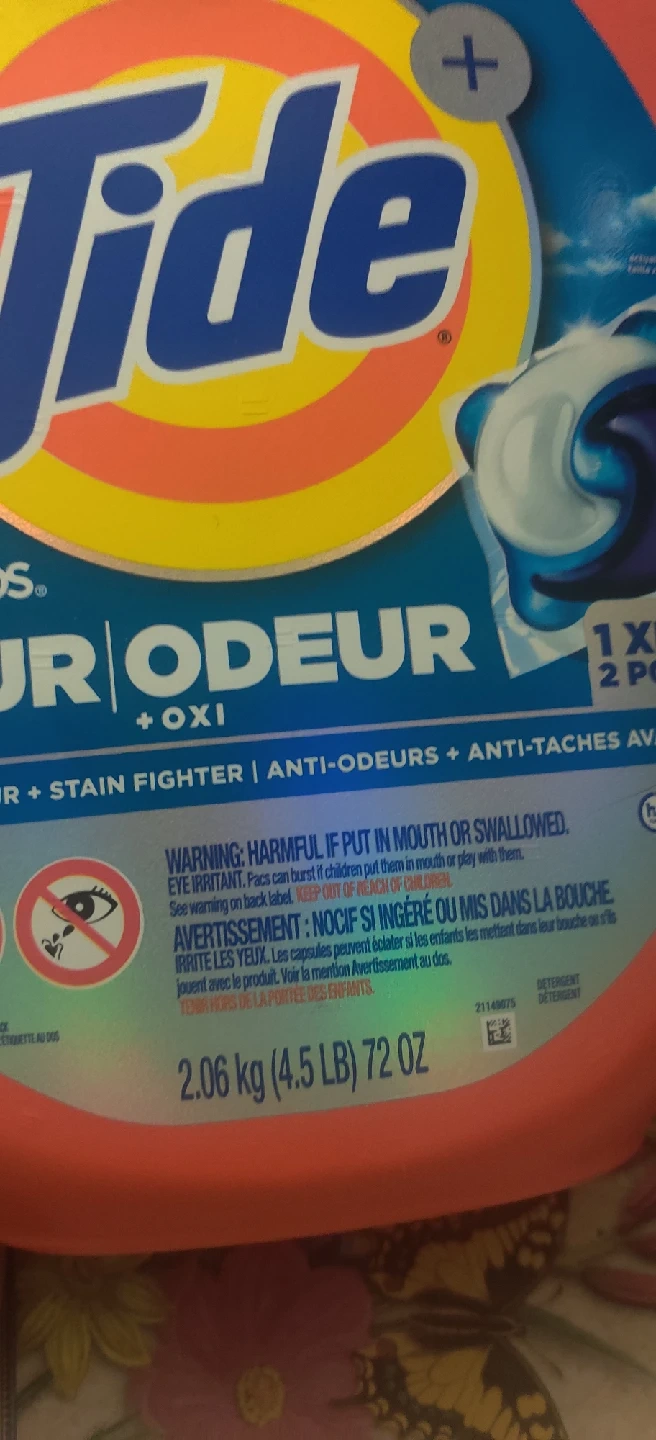 +
Tide®
UR | ODEUR
+ OXI
R + STAIN FIGHTER | ANTI-ODEURS + ANTI-TACHES AV
WARNING: HARMFUL IF PUT IN MOUTH OR SWALLOWED.
EYE IRRITANT. Pacs can burst if children put them in mouth or play with them.
See warning on back label. KEEP OUT OF REACH OF CHILDREN.
AVERTISSEMENT : NOCIF SI INGÉRÉ OU MIS DANS LA BOUCHE.
IRRITE LES YEUX. Les capsules peuvent éclater si les enfants les mettent dans leur bouche ou s'ils
jouent avec le produit. Voir la mention Avertissement au dos.
TENIR HORS DE LA PORTÉE DES ENFANTS.
ÉTIQUETTE AU DOS
21149075
DETERGENT
DÉTERGENT
2.06 kg (4.5 LB) 72 OZ